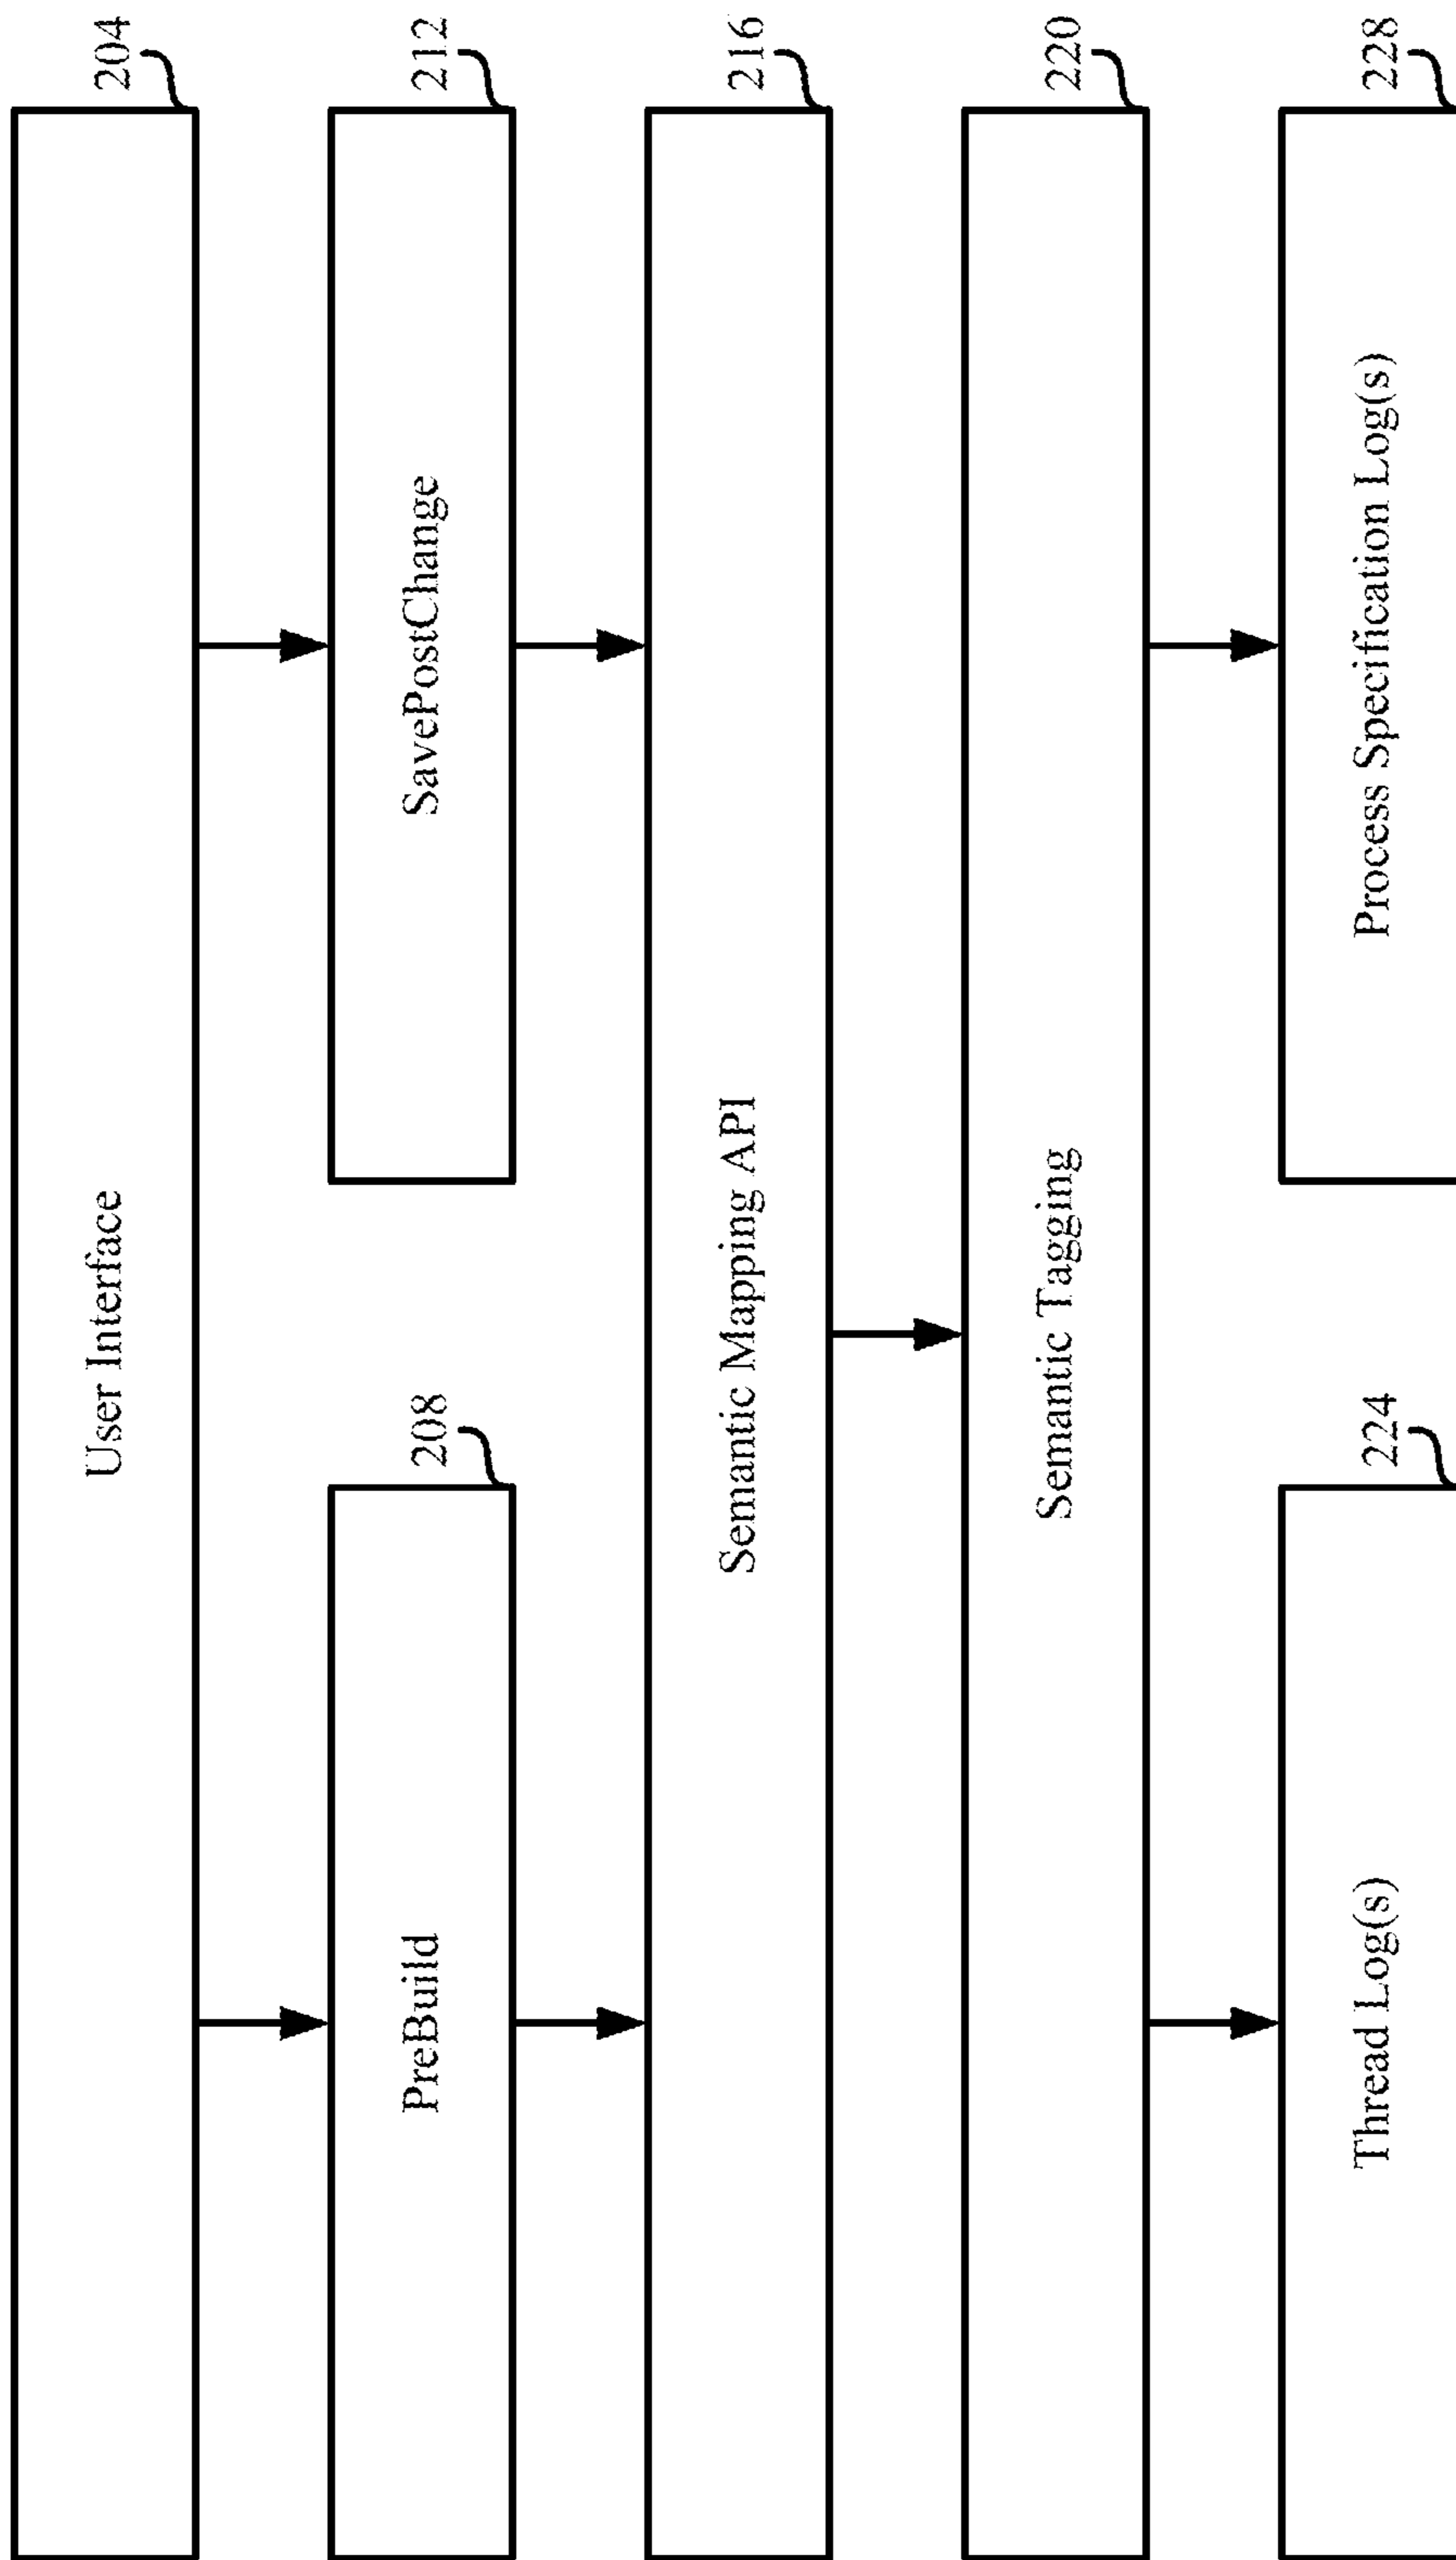 204
User Interface
208
PreBuild
212
SavePostChange
216
Semantic Mapping API
220
Semantic Tagging
224
Thread Log(s)
228
Process Specification Log(s)